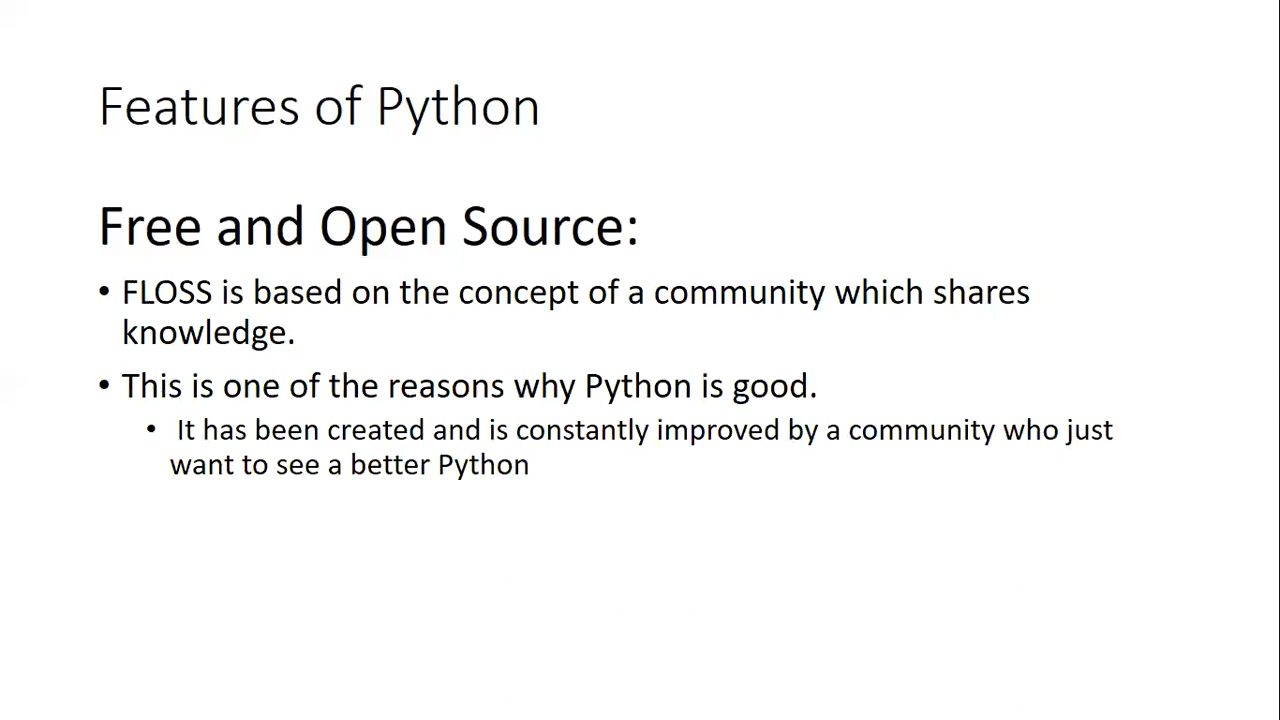 Features of Python
Free and Open Source:
• FLOSS is based on the concept of a community which shares
knowledge.
• This is one of the reasons why Python is good.
• It has been created and is constantly improved by a community who just
want to see a better Python